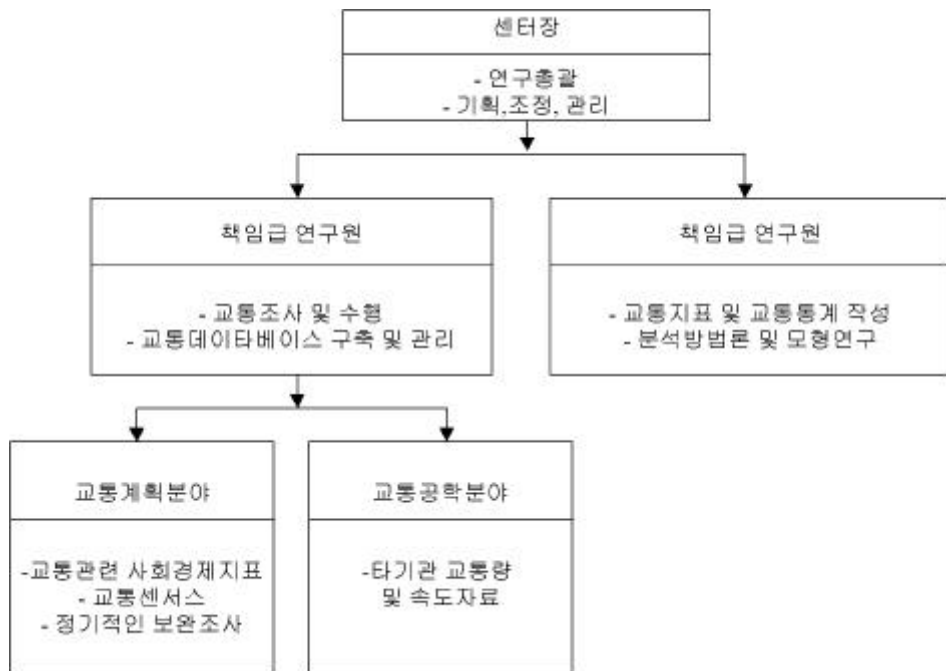 센터장
- 연구총괄
- 기획,조정, 관리
책임급 연구원
- 교통조사 및 수행
- 교통데이타베이스 구축 및 관리
책임급 연구원
- 교통지표 및 교통통계 작성
- 분석방법론 및 모형연구
교통계획분야
-교통관련 사회경제지표
- 교통센서스
- 정기적인 보완조사
교통공학분야
-타기관 교통량
및 속도자료